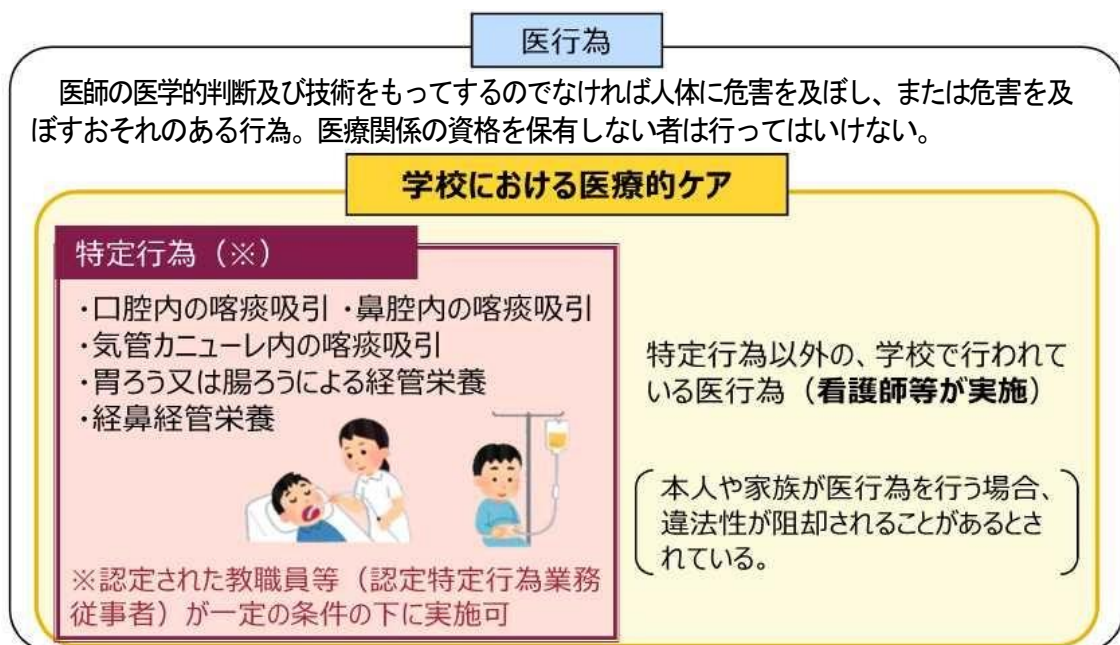 医行為
医師の医学的判断及び技術をもってするのでなければ人体に危害を及ぼし、または危害を及
ぼすおそれのある行為。医療関係の資格を保有しない者は行ってはいけない。
学校における医療的ケア
特定行為（※）
・口腔内の喀痰吸引 ・鼻腔内の喀痰吸引
・気管カニューレ内の喀痰吸引
・胃ろう又は腸ろうによる経管栄養
・経鼻経管栄養
※認定された教職員等（認定特定行為業務
従事者）が一定の条件の下に実施可
特定行為以外の、学校で行われて
いる医行為（看護師等が実施）
本人や家族が医行為を行う場合、
違法性が阻却されることがあるとさ
れている。